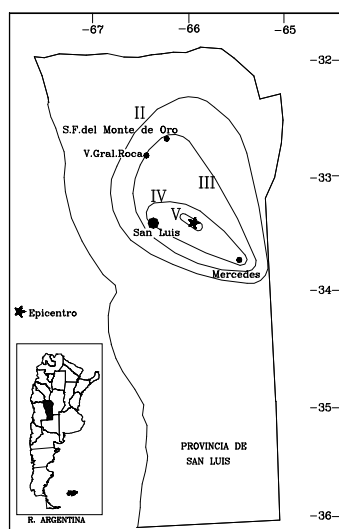 -67
-66
-65
-32
II
S.F.del Monte de Oro
V.Gral.Roca
-33
III
IV
V
San Luis
Mercedes
-34
Epicentro
-35
PROVINCIA DE
SAN LUIS
-36
R. ARGENTINA